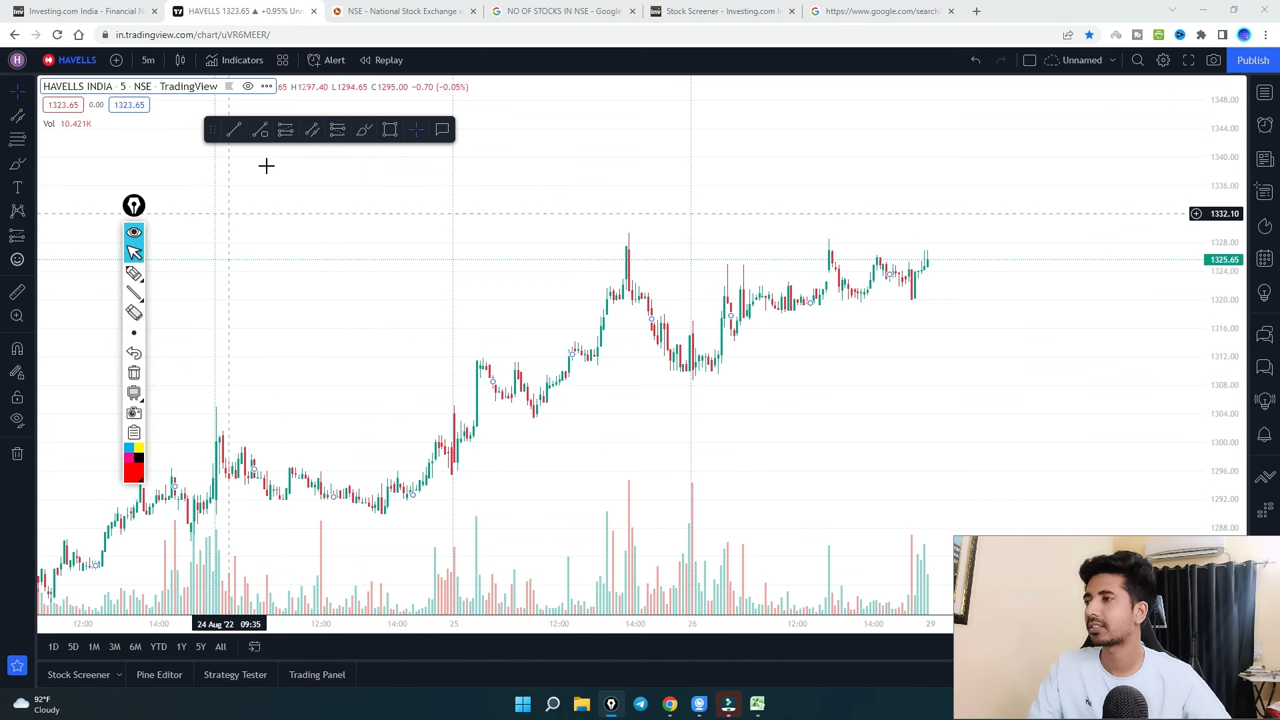 Investing.com India - Financial N
HAVELLS 1323.65 ▲ +0.95% Unn
NSE - National Stock Exchange o
NO OF STOCKS IN NSE - Google
Stock Screener - Investing.com In
https://www.google.com/search?
in.tradingview.com/chart/uVR6MEER/
H
HAVELLS
5m
Indicators
Alert
Replay
Unnamed
Publish
HAVELLS INDIA · 5 · NSE · TradingView
65 H1297.40 L1294.65 C1295.65 −0.70 (−0.05%)
1323.65 0.00 1323.65
Vol 10.421K
1348.00
1344.00
1340.00
1336.00
1332.10
1328.00
1325.65
1324.00
1320.00
1316.00
1312.00
1308.00
1304.00
1300.00
1296.00
1292.00
1288.00
12:00 14:00 24 Aug '22 09:35 12:00 14:00 25 12:00 14:00 26 12:00 14:00 29
1D 5D 1M 3M 6M YTD 1Y 5Y All
Stock Screener Pine Editor Strategy Tester Trading Panel
92°F
Cloudy